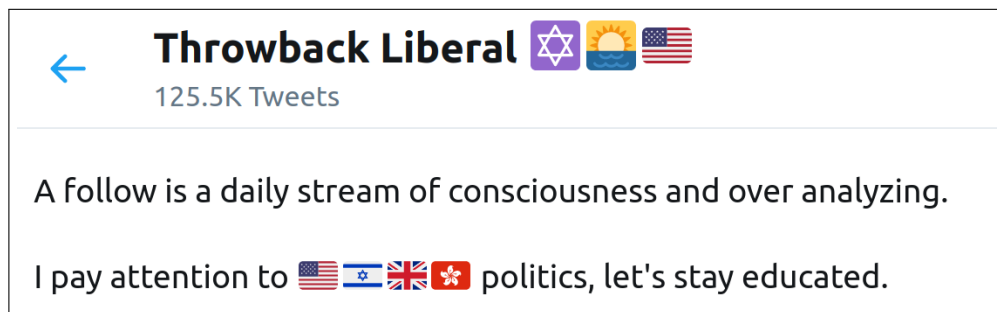 Throwback Liberal ✡️🌅🇺🇸
125.5K Tweets
A follow is a daily stream of consciousness and over analyzing.
I pay attention to 🇺🇸🇮🇱🇬🇧🇭🇰 politics, let's stay educated.